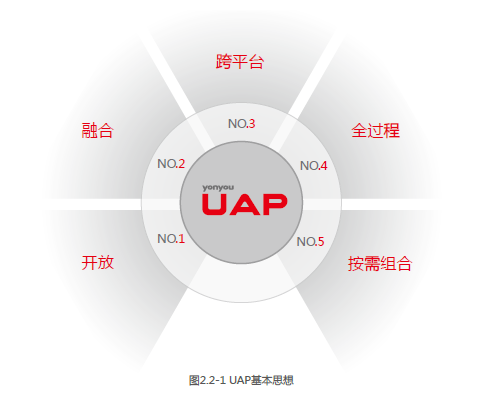 跨平台
融合
全过程
NO.3
NO.2
NO.4
yonyou
UAP
NO.1
NO.5
开放
按需组合
图2.2-1 UAP基本思想